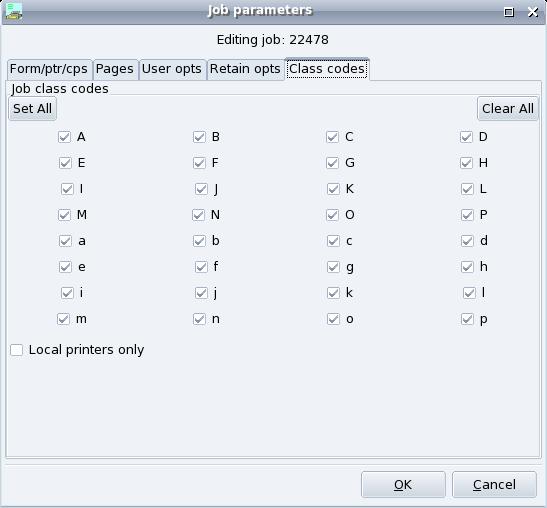 Job parameters
Editing job: 22478
Form/ptr/cps Pages User opts Retain opts Class codes
Job class codes
Set All Clear All
A B C D
E F G H
I J K L
M N O P
a b c d
e f g h
i j k l
m n o p
Local printers only
OK Cancel